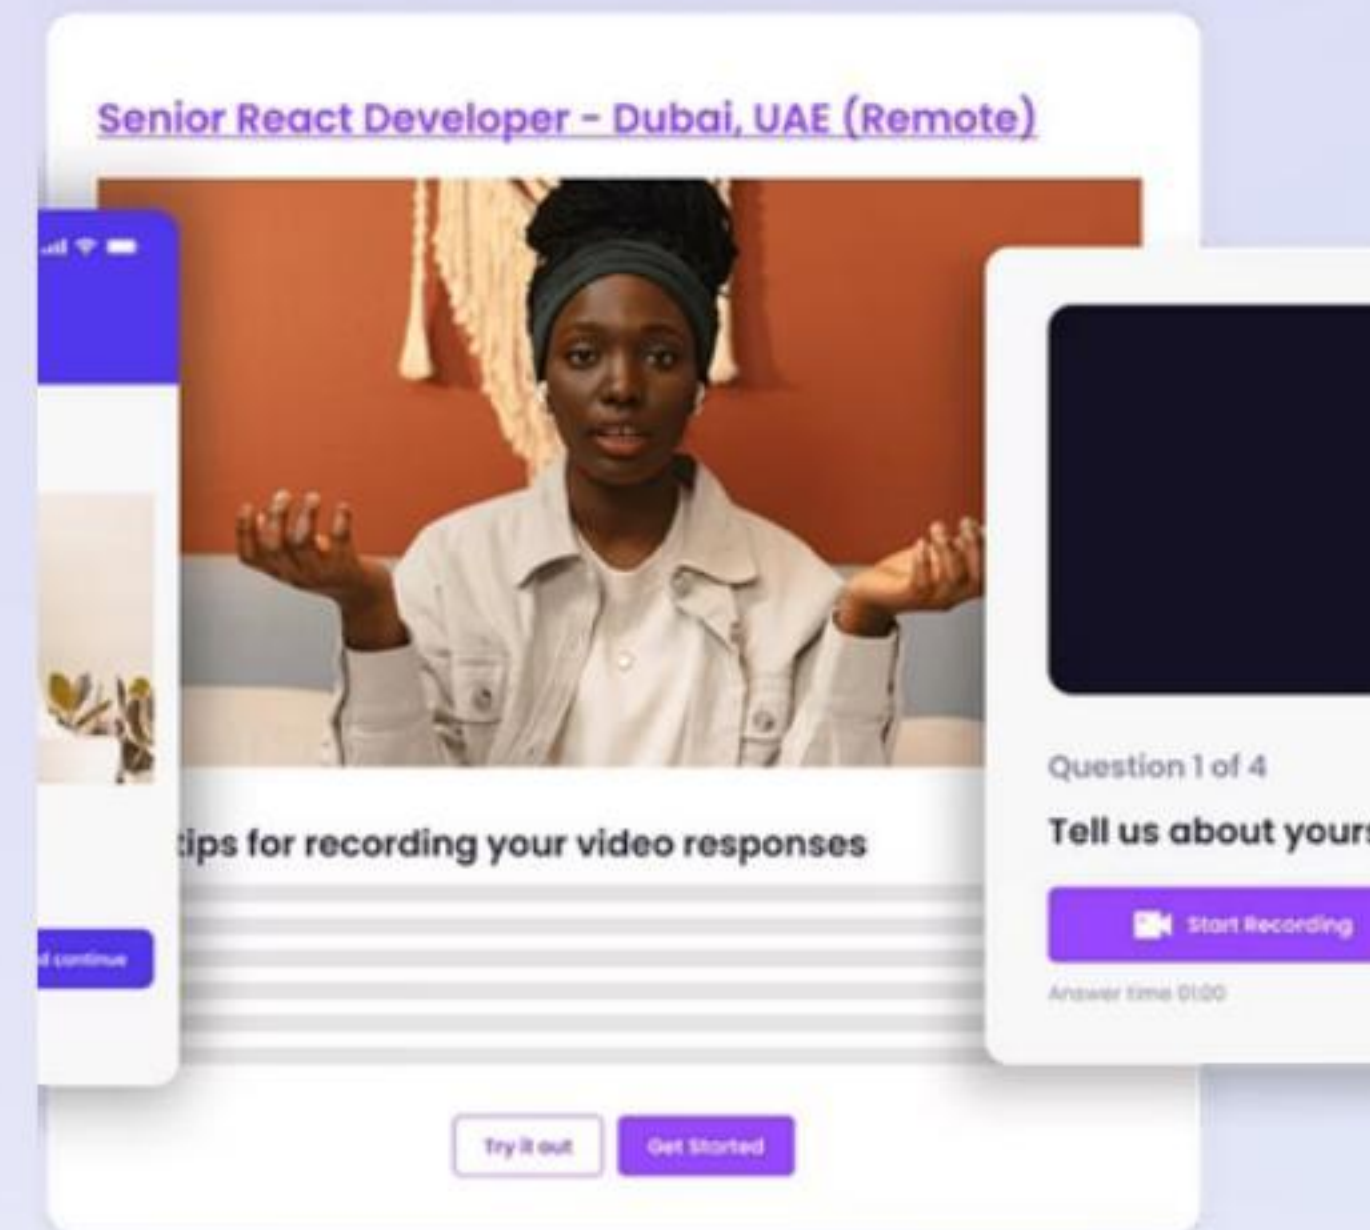 Senior React Developer - Dubai, UAE (Remote)
tips for recording your video responses
d continue
Question 1 of 4
Tell us about yours
Start Recording
Answer time 01:00
Try it out
Get Started